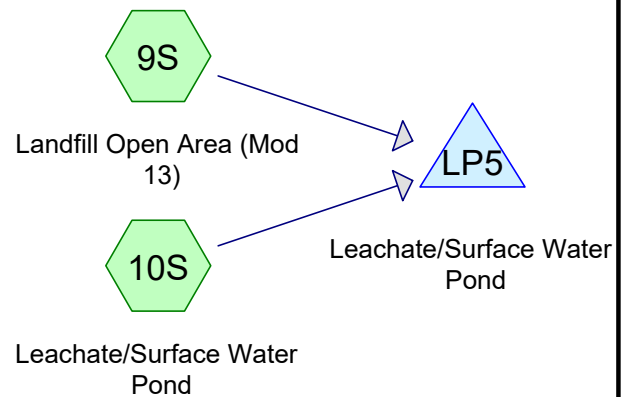 9S
Landfill Open Area (Mod
13)
LP5
Leachate/Surface Water
Pond
10S
Leachate/Surface Water
Pond